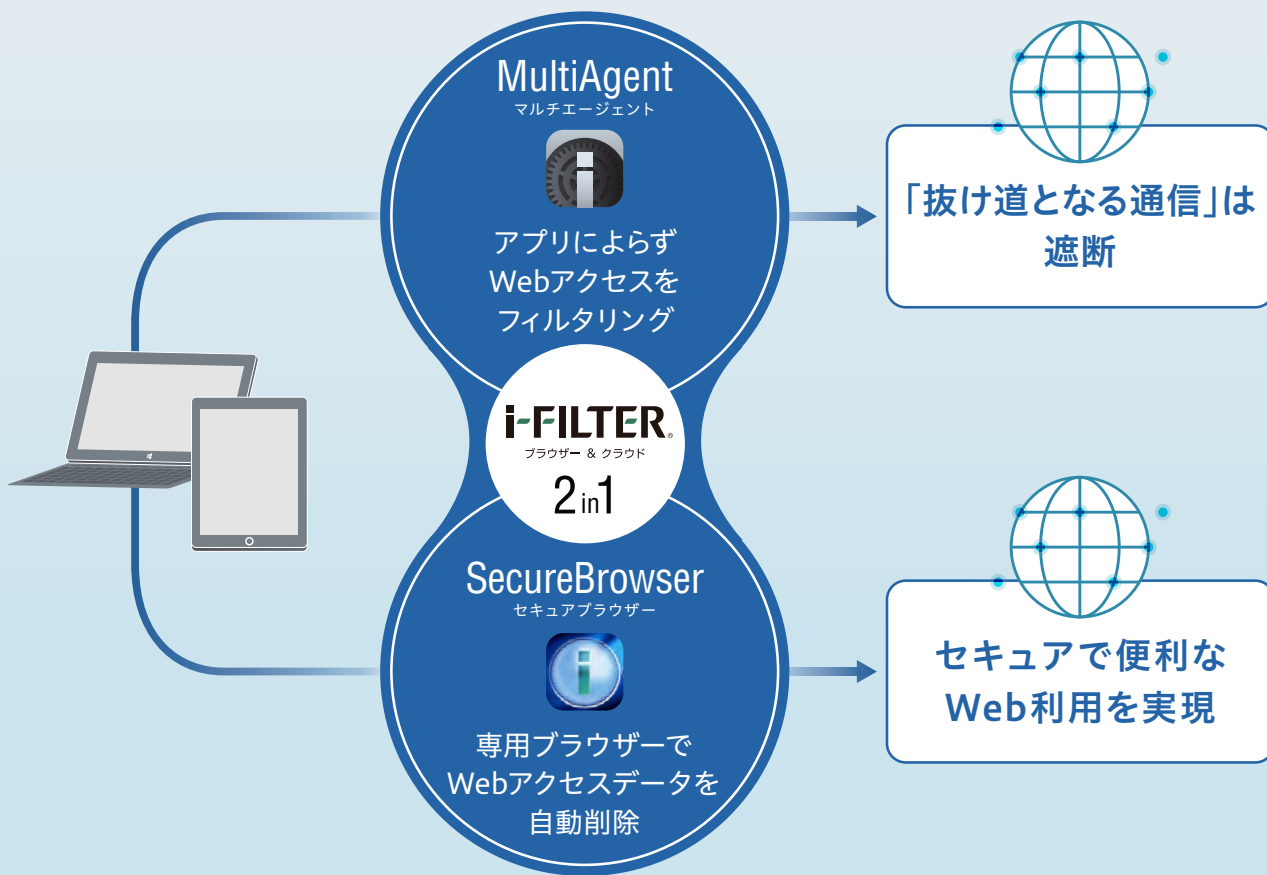 MultiAgent
マルチエージェント
アプリによらず
Webアクセスを
フィルタリング
「抜け道となる通信」は
遮断
i-FILTER®
ブラウザー & クラウド
2in1
SecureBrowser
セキュアブラウザー
専用ブラウザーで
Webアクセスデータを
自動削除
セキュアで便利な
Web利用を実現